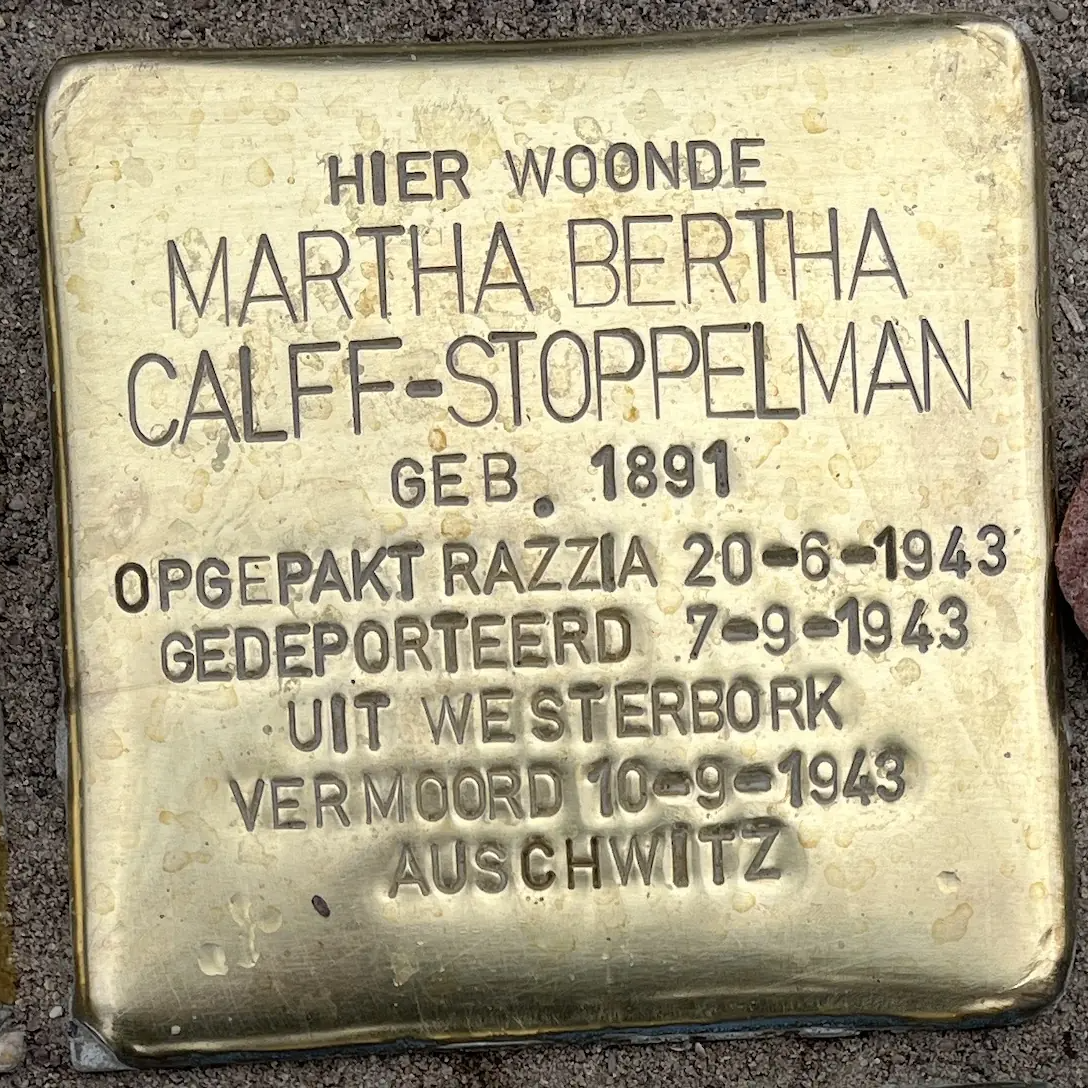 HIER WOONDE
MARTHA BERTHA
CALFF-STOPPELMAN
GEB. 1891
OPGEPAKT RAZZIA 20-6-1943
GEDEPORTEERD 7-9-1943
UIT WESTERBORK
VERMOORD 10-9-1943
AUSCHWITZ